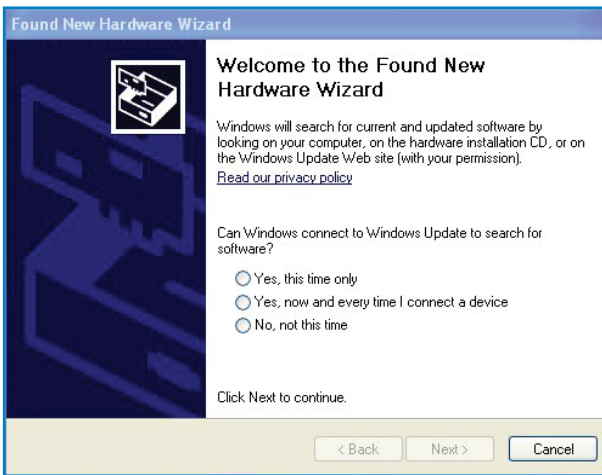 Found New Hardware Wizard
Welcome to the Found New
Hardware Wizard
Windows will search for current and updated software by
looking on your computer, on the hardware installation CD, or on
the Windows Update Web site (with your permission).
Read our privacy policy
Can Windows connect to Windows Update to search for
software?
Yes, this time only
Yes, now and every time I connect a device
No, not this time
Click Next to continue.
< Back Next > Cancel